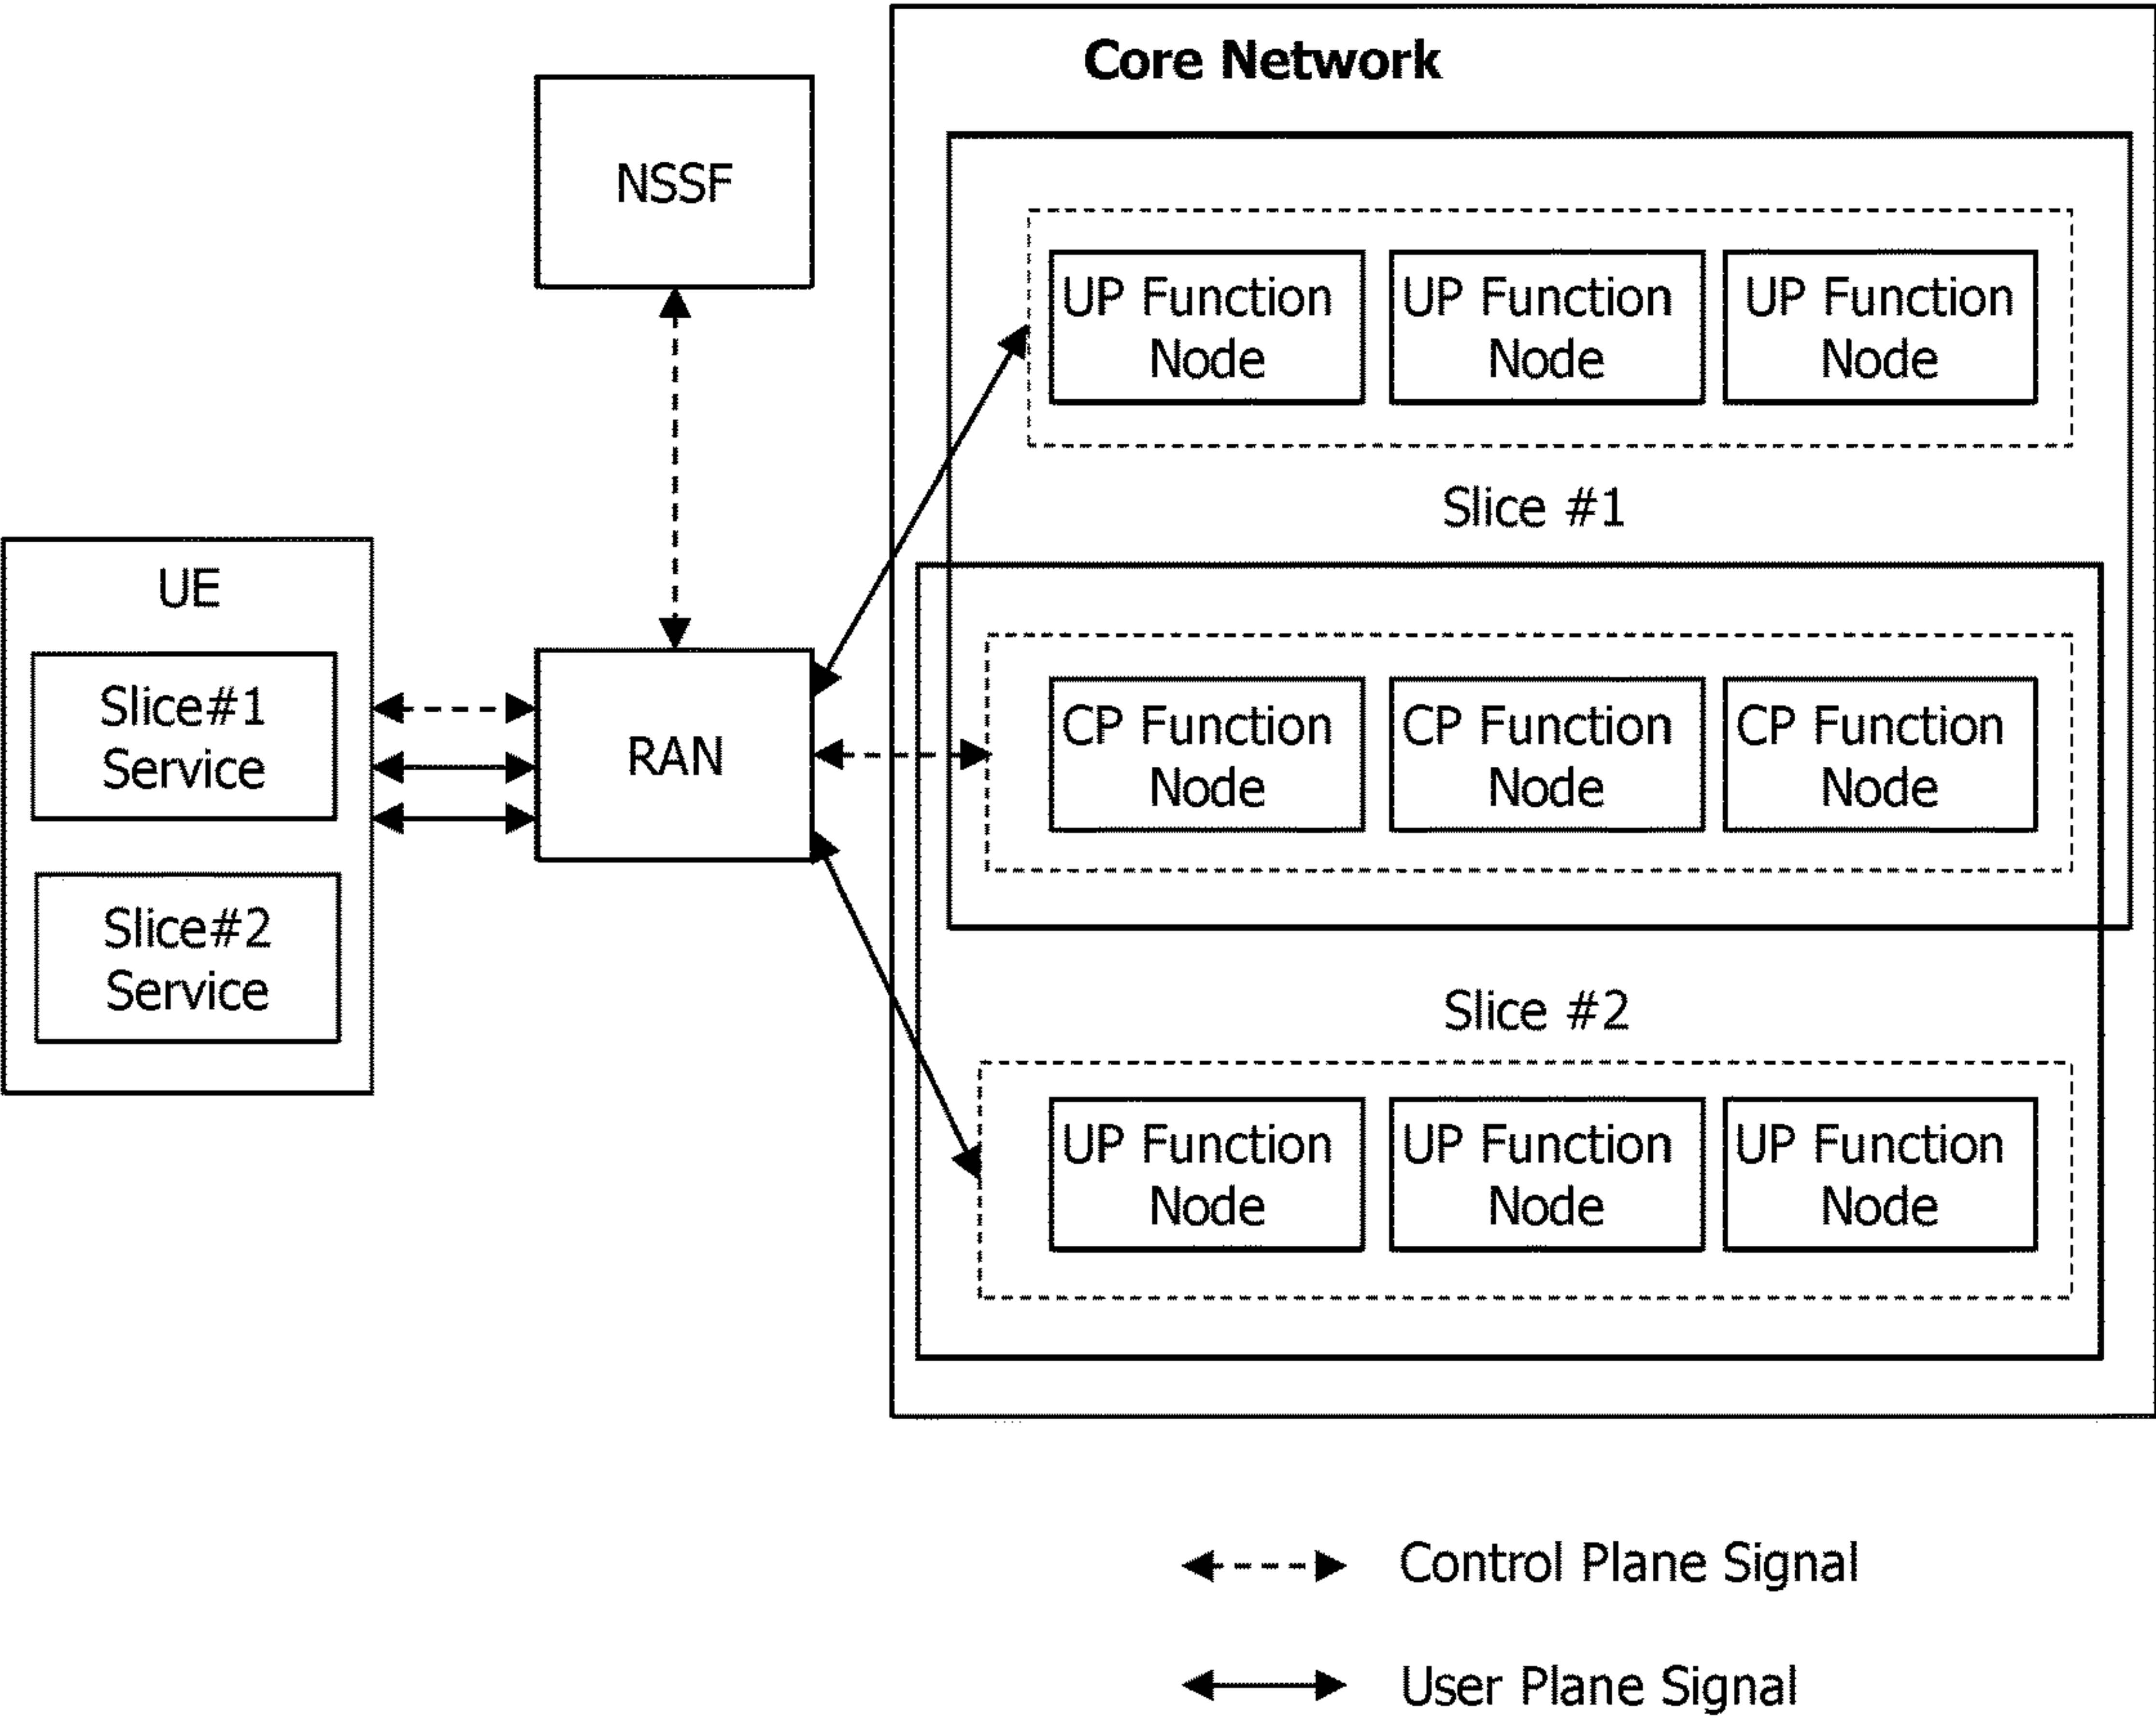 Core Network
NSSF
UP Function
Node
UP Function
Node
UP Function
Node
Slice #1
UE
Slice#1
Service
Slice#2
Service
RAN
CP Function
Node
CP Function
Node
CP Function
Node
Slice #2
UP Function
Node
UP Function
Node
UP Function
Node
Control Plane Signal
User Plane Signal